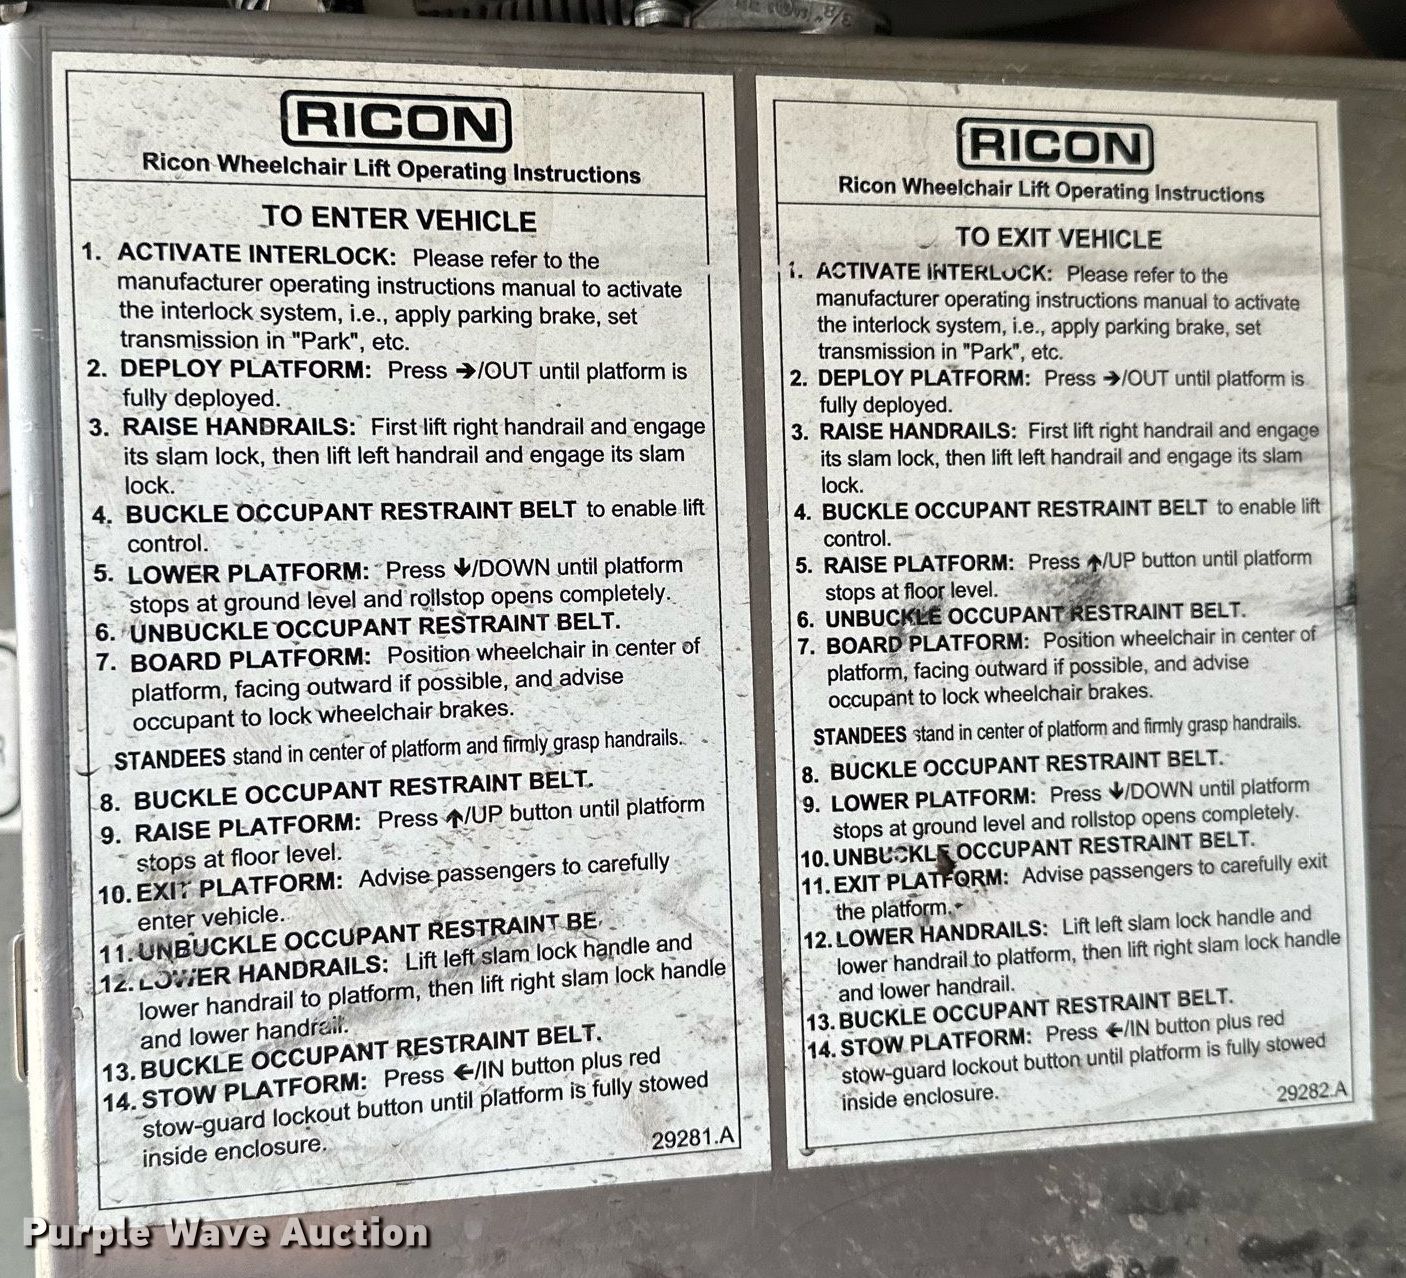 RICON
Ricon Wheelchair Lift Operating Instructions
TO ENTER VEHICLE
1. ACTIVATE INTERLOCK: Please refer to the
manufacturer operating instructions manual to activate
the interlock system, i.e., apply parking brake, set
transmission in "Park", etc.
2. DEPLOY PLATFORM: Press →/OUT until platform is
fully deployed.
3. RAISE HANDRAILS: First lift right handrail and engage
its slam lock, then lift left handrail and engage its slam
lock.
4. BUCKLE OCCUPANT RESTRAINT BELT to enable lift
control.
5. LOWER PLATFORM: Press ↓/DOWN until platform
stops at ground level and rollstop opens completely.
6. UNBUCKLE OCCUPANT RESTRAINT BELT.
7. BOARD PLATFORM: Position wheelchair in center of
platform, facing outward if possible, and advise
occupant to lock wheelchair brakes.
STANDEES stand in center of platform and firmly grasp handrails.
8. BUCKLE OCCUPANT RESTRAINT BELT.
9. RAISE PLATFORM: Press ↑/UP button until platform
stops at floor level.
10. EXIT PLATFORM: Advise passengers to carefully
enter vehicle.
11. UNBUCKLE OCCUPANT RESTRAINT BE
12. LOWER HANDRAILS: Lift left slam lock handle and
lower handrail to platform, then lift right slam lock handle
and lower handrail.
13. BUCKLE OCCUPANT RESTRAINT BELT.
14. STOW PLATFORM: Press ←/IN button plus red
stow-guard lockout button until platform is fully stowed
inside enclosure.
29281.A
RICON
Ricon Wheelchair Lift Operating Instructions
TO EXIT VEHICLE
1. ACTIVATE INTERLOCK: Please refer to the
manufacturer operating instructions manual to activate
the interlock system, i.e., apply parking brake, set
transmission in "Park", etc.
2. DEPLOY PLATFORM: Press →/OUT until platform is
fully deployed.
3. RAISE HANDRAILS: First lift right handrail and engage
its slam lock, then lift left handrail and engage its slam
lock.
4. BUCKLE OCCUPANT RESTRAINT BELT to enable lift
control.
5. RAISE PLATFORM: Press ↑/UP button until platform
stops at floor level.
6. UNBUCKLE OCCUPANT RESTRAINT BELT.
7. BOARD PLATFORM: Position wheelchair in center of
platform, facing outward if possible, and advise
occupant to lock wheelchair brakes.
STANDEES stand in center of platform and firmly grasp handrails.
8. BUCKLE OCCUPANT RESTRAINT BELT.
9. LOWER PLATFORM: Press ↓/DOWN until platform
stops at ground level and rollstop opens completely.
10. UNBUCKLE OCCUPANT RESTRAINT BELT.
11. EXIT PLATFORM: Advise passengers to carefully exit
the platform.
12. LOWER HANDRAILS: Lift left slam lock handle and
lower handrail to platform, then lift right slam lock handle
and lower handrail.
13. BUCKLE OCCUPANT RESTRAINT BELT.
14. STOW PLATFORM: Press ←/IN button plus red
stow-guard lockout button until platform is fully stowed
inside enclosure.
29282.A
Purple Wave Auction